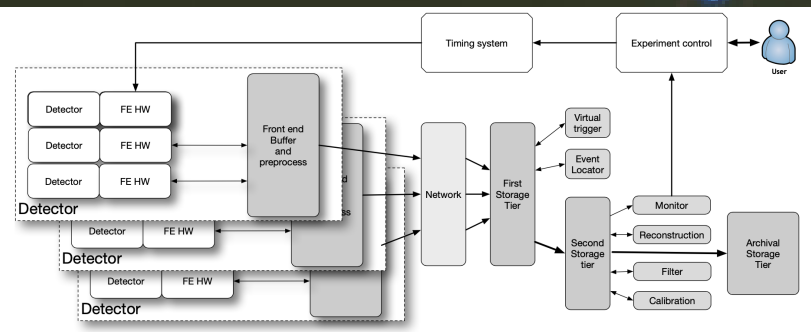 Timing system
Experiment control
User
Detector
FE HW
Detector
FE HW
Detector
FE HW
Front end
Buffer
and
preprocess
Detector
Detector
FE HW
Detector
Detector
FE HW
Detector
Network
First
Storage
Tier
Virtual
trigger
Event
Locator
Second
Storage
tier
Monitor
Reconstruction
Filter
Calibration
Archival
Storage
Tier